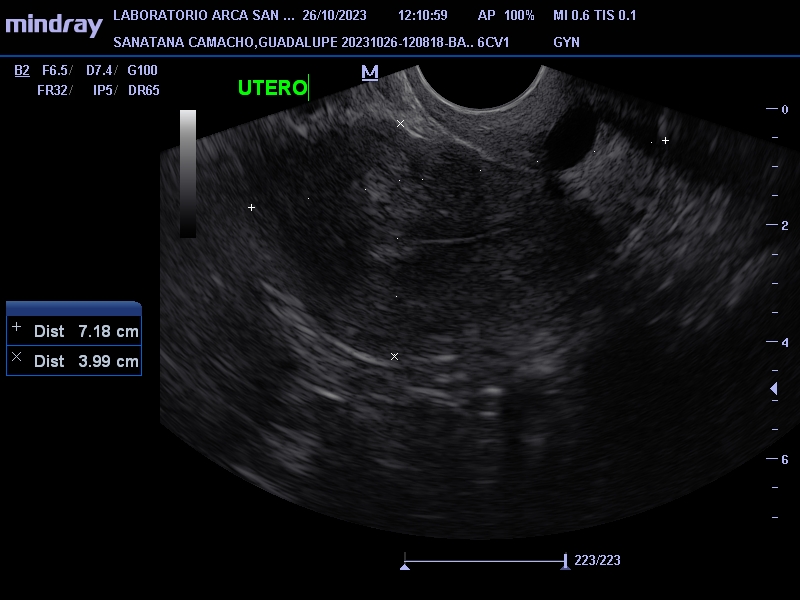 mindray
LABORATORIO ARCA SAN ... 26/10/2023 12:10:59 AP 100% MI 0.6 TIS 0.1
SANATANA CAMACHO,GUADALUPE 20231026-120818-BA.. 6CV1 GYN
B2 F6.5/ D7.4/ G100
FR32/ IP5/ DR65
UTERO
M
0
2
4
6
+ Dist 7.18 cm
× Dist 3.99 cm
223/223